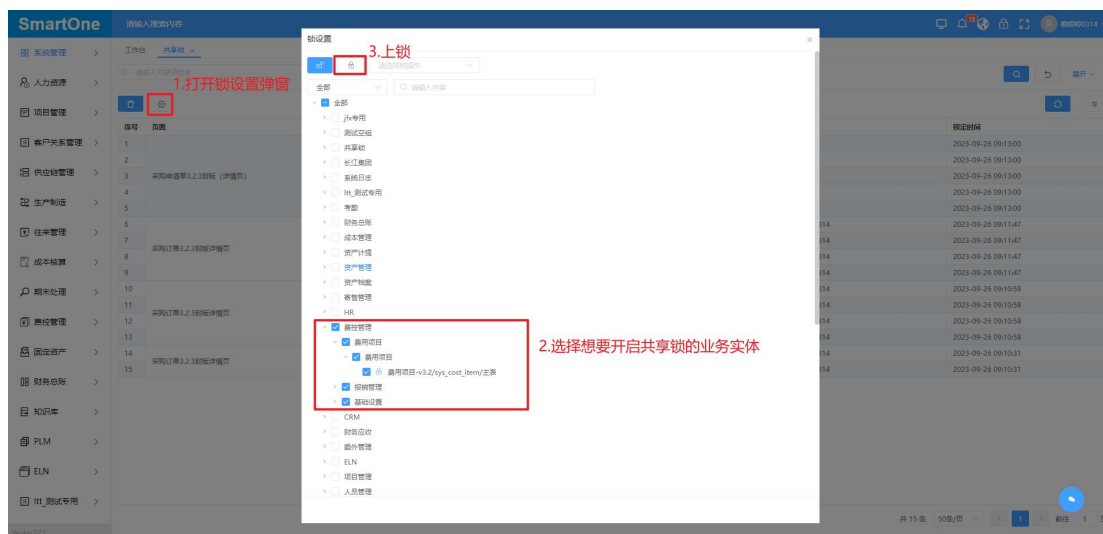 SmartOne
请输入搜索内容
19
系统管理
人力资源
项目管理
客户关系管理
供应链管理
生产制造
往来管理
成本核算
期末处理
费控管理
固定资产
财务总账
知识库
PLM
ELN
ltt_测试专用
工作台 共享锁 ×
1.打开锁设置弹窗
展开
序号 页面 锁定时间
1 2023-09-26 09:13:00
2 2023-09-26 09:13:00
3 采购申请单3.2.3封版（详情页） 2023-09-26 09:13:00
4 2023-09-26 09:13:00
5 2023-09-26 09:13:00
6 314 2023-09-26 09:11:47
7 采购订单3.2.3封版详情页 314 2023-09-26 09:11:47
8 314 2023-09-26 09:11:47
9 314 2023-09-26 09:11:47
10 314 2023-09-26 09:10:58
11 采购订单3.2.3封版详情页 314 2023-09-26 09:10:58
12 314 2023-09-26 09:10:58
13 2023-09-26 09:10:58
14 采购订单3.2.3封版详情页 314 2023-09-26 09:10:31
15 314 2023-09-26 09:10:31
锁设置 ×
3.上锁
全部 请输入内容
全部
jfx专用
测试空组
共享锁
长江集团
系统日志
ltt_测试专用
考勤
财务总账
成本管理
资产计提
资产管理
资产档案
寄售管理
HR
费控管理
费用项目
费用项目
费用项目-v3.2/sys_cost_item/主表
报销管理
基础设置
2.选择想要开启共享锁的业务实体
CRM
财务应收
委外管理
ELN
项目管理
人员管理
共 15 条 50条/页 1 前往 1